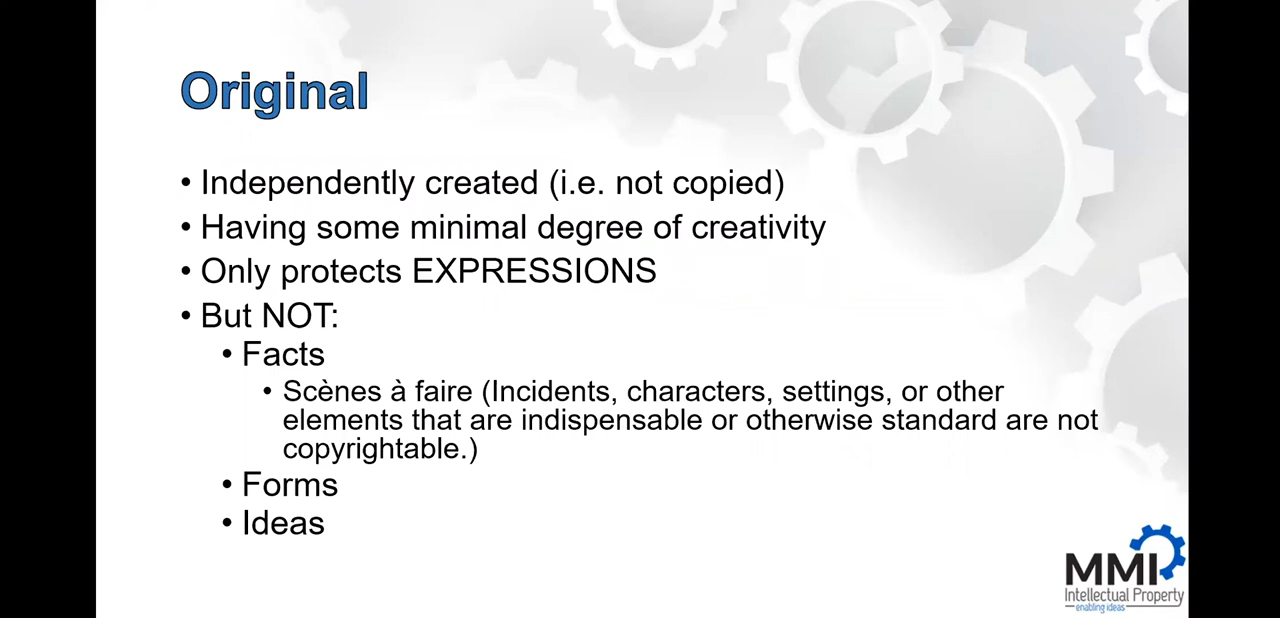 Original
• Independently created (i.e. not copied)
• Having some minimal degree of creativity
• Only protects EXPRESSIONS
• But NOT:
• Facts
• Scènes à faire (Incidents, characters, settings, or other
elements that are indispensable or otherwise standard are not
copyrightable.)
• Forms
• Ideas
MMI
Intellectual Property
enabling ideas